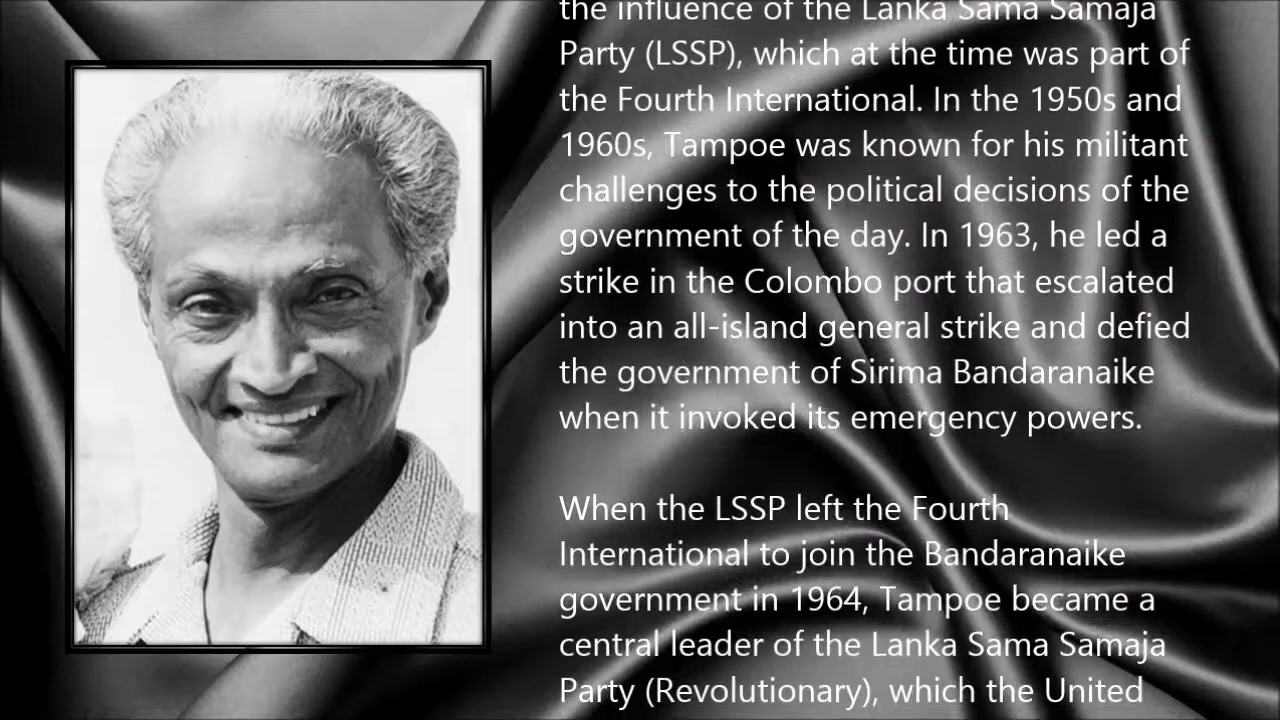 the influence of the Lanka Sama Samaja
Party (LSSP), which at the time was part of
the Fourth International. In the 1950s and
1960s, Tampoe was known for his militant
challenges to the political decisions of the
government of the day. In 1963, he led a
strike in the Colombo port that escalated
into an all-island general strike and defied
the government of Sirima Bandaranaike
when it invoked its emergency powers.
When the LSSP left the Fourth
International to join the Bandaranaike
government in 1964, Tampoe became a
central leader of the Lanka Sama Samaja
Party (Revolutionary), which the United